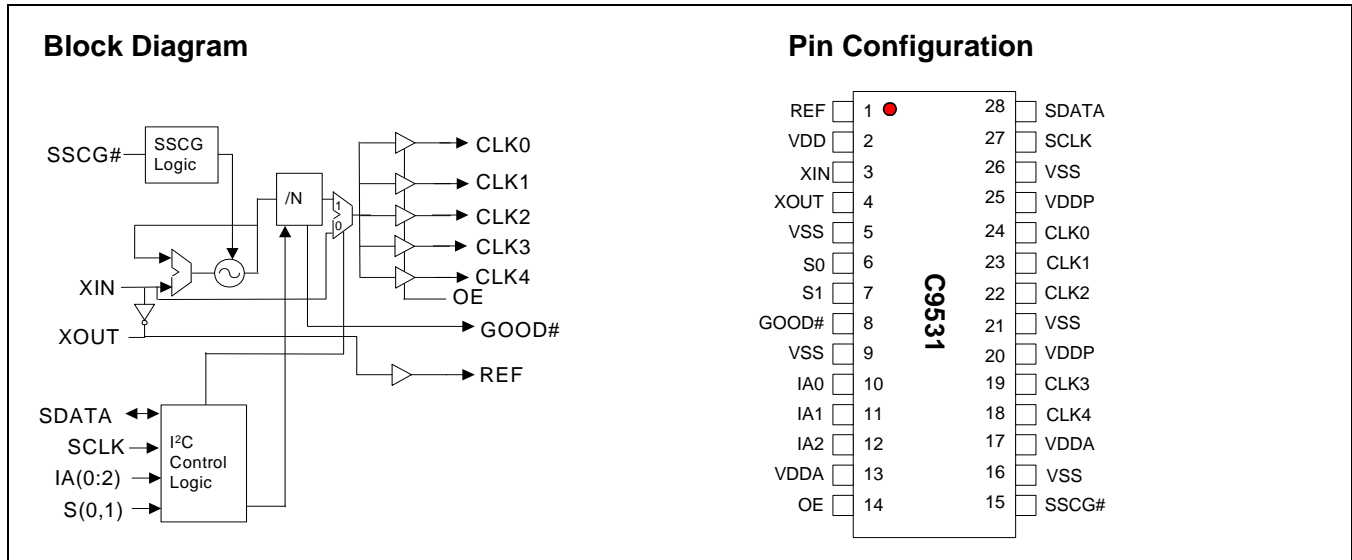 Block Diagram
SSCG#
SSCG
Logic
/N
1
0
CLK0
CLK1
CLK2
CLK3
CLK4
OE
XIN
XOUT
GOOD#
REF
SDATA
SCLK
IA(0:2)
S(0,1)
I²C
Control
Logic
Pin Configuration
C9531
REF 1 28 SDATA
VDD 2 27 SCLK
XIN 3 26 VSS
XOUT 4 25 VDDP
VSS 5 24 CLK0
S0 6 23 CLK1
S1 7 22 CLK2
GOOD# 8 21 VSS
VSS 9 20 VDDP
IA0 10 19 CLK3
IA1 11 18 CLK4
IA2 12 17 VDDA
VDDA 13 16 VSS
OE 14 15 SSCG#